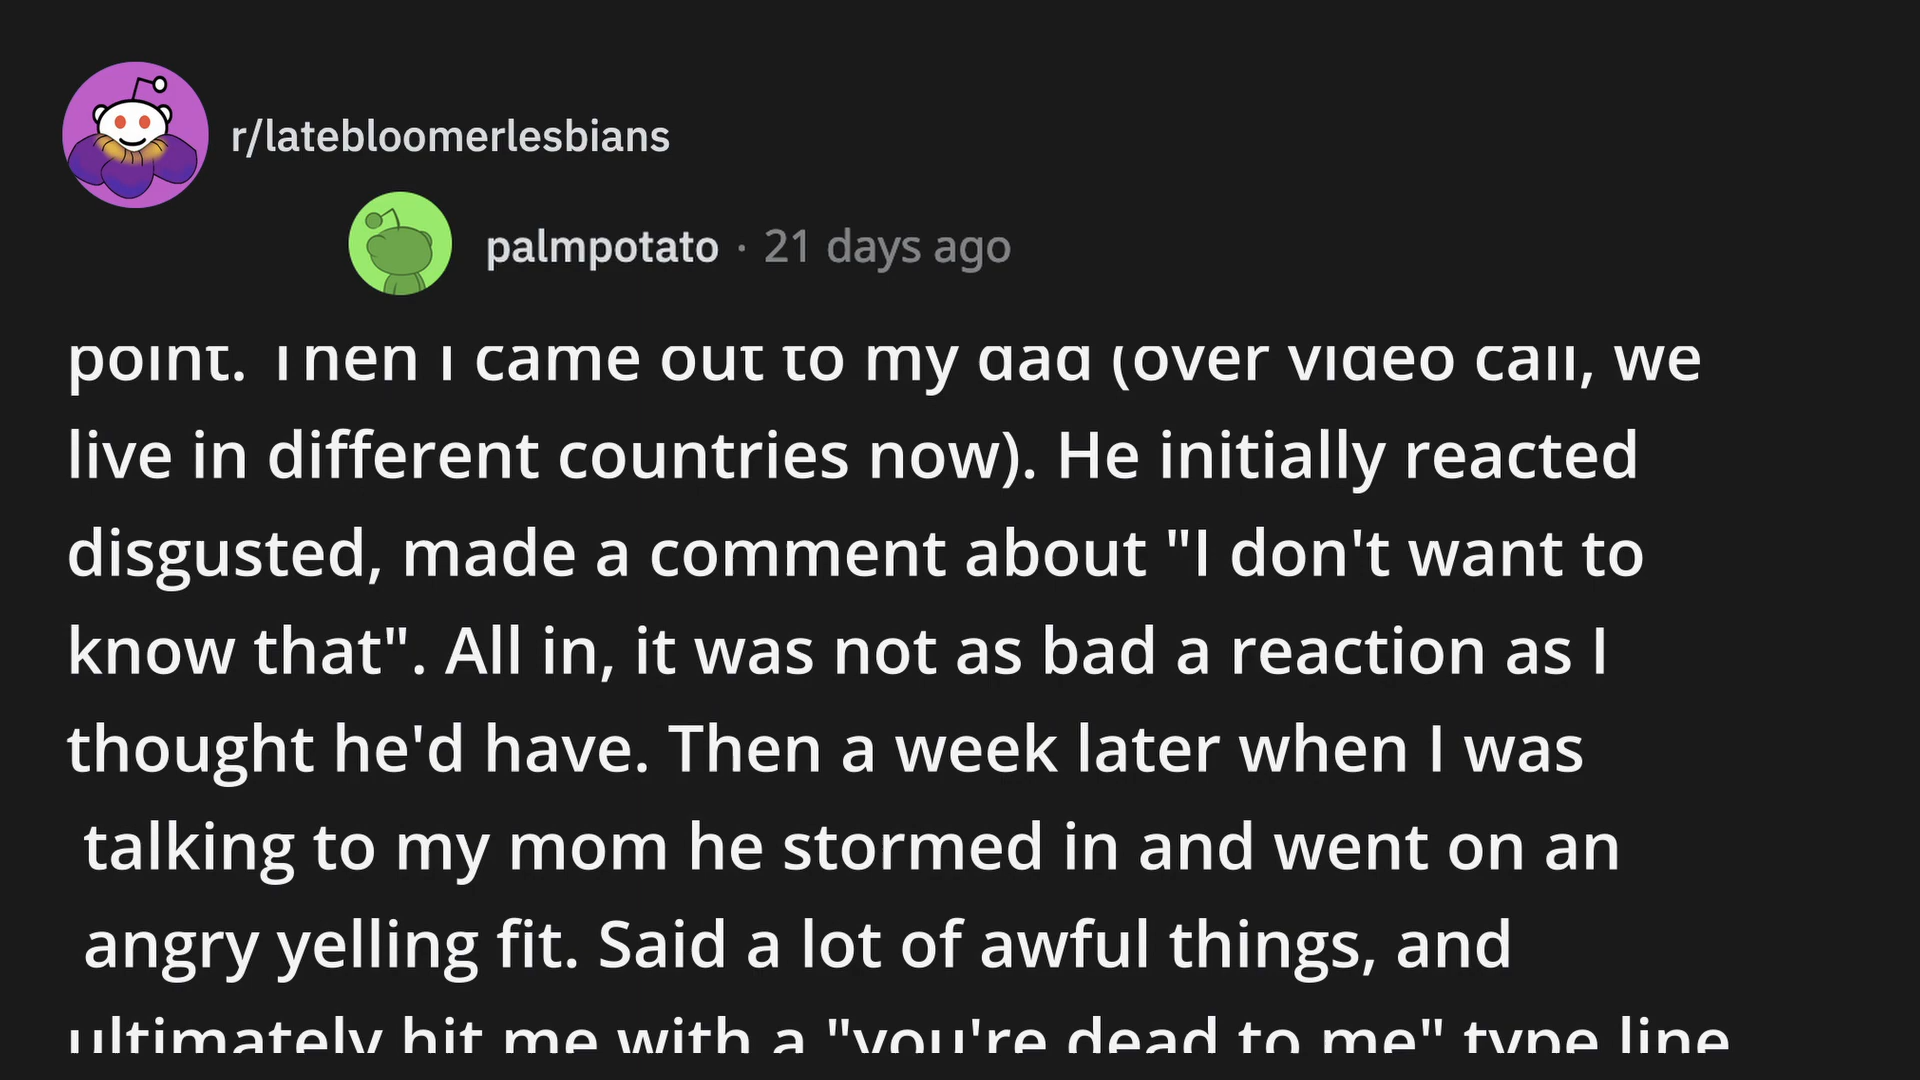 r/latebloomerlesbians
palmpotato · 21 days ago
point. Then I came out to my dad (over video call, we
live in different countries now). He initially reacted
disgusted, made a comment about "I don't want to
know that". All in, it was not as bad a reaction as I
thought he'd have. Then a week later when I was
talking to my mom he stormed in and went on an
angry yelling fit. Said a lot of awful things, and
ultimately hit me with a "you're dead to me" type line